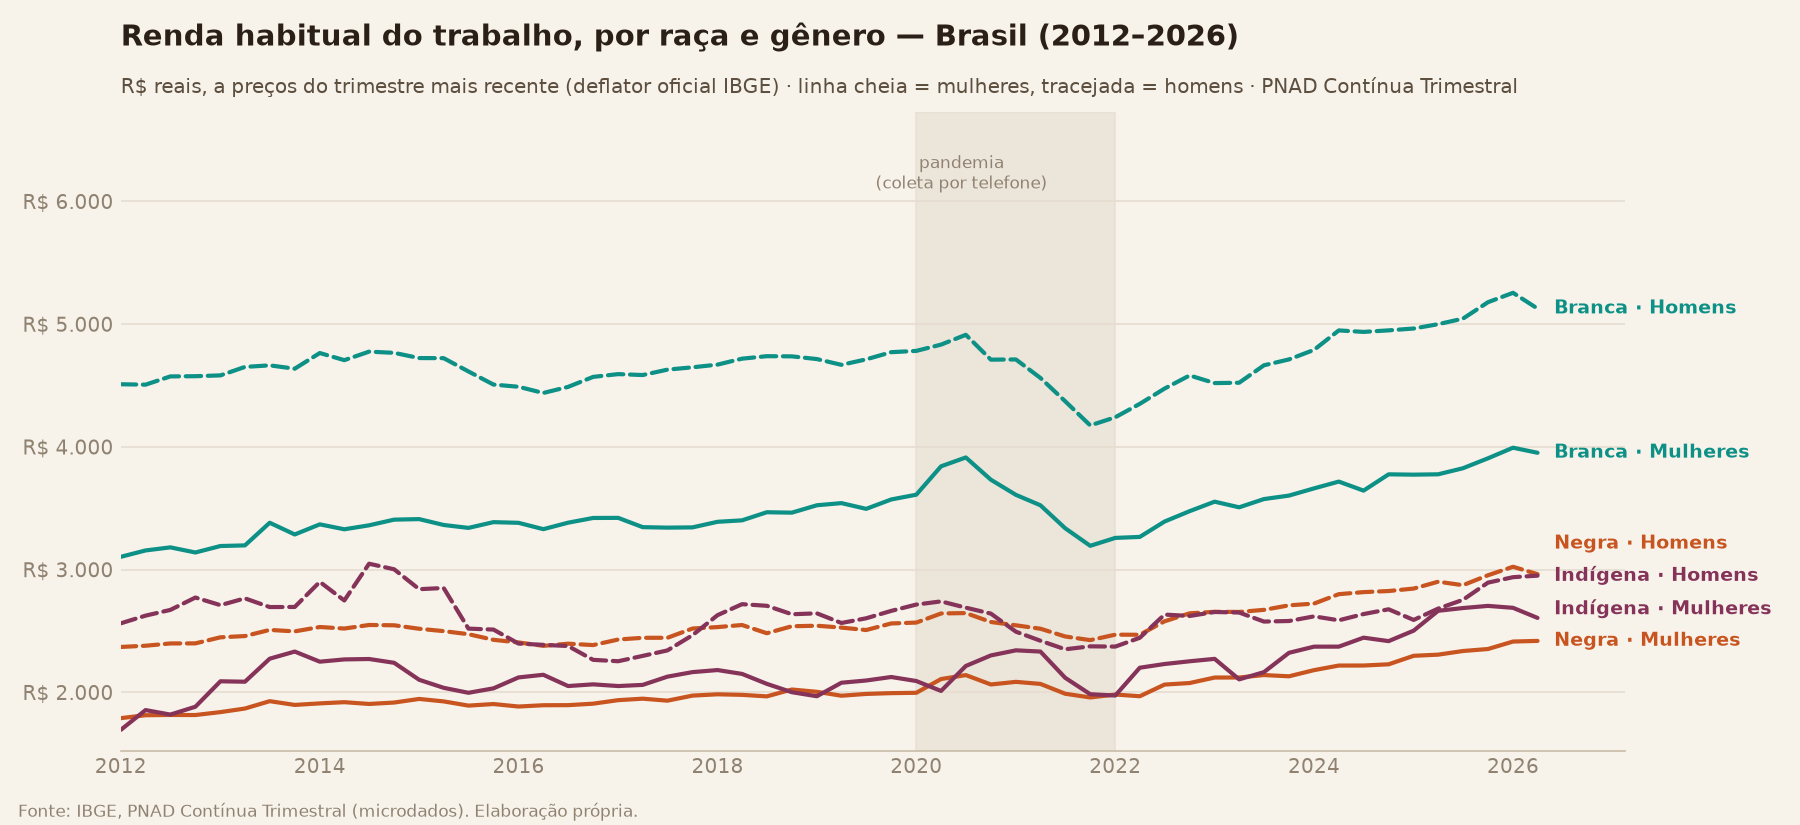 Renda habitual do trabalho, por raça e gênero — Brasil (2012–2026)
R$ reais, a preços do trimestre mais recente (deflator oficial IBGE) · linha cheia = mulheres, tracejada = homens · PNAD Contínua Trimestral
pandemia
(coleta por telefone)
R$ 6.000
R$ 5.000
R$ 4.000
R$ 3.000
R$ 2.000
Branca · Homens
Branca · Mulheres
Negra · Homens
Indígena · Homens
Indígena · Mulheres
Negra · Mulheres
2012 2014 2016 2018 2020 2022 2024 2026
Fonte: IBGE, PNAD Contínua Trimestral (microdados). Elaboração própria.